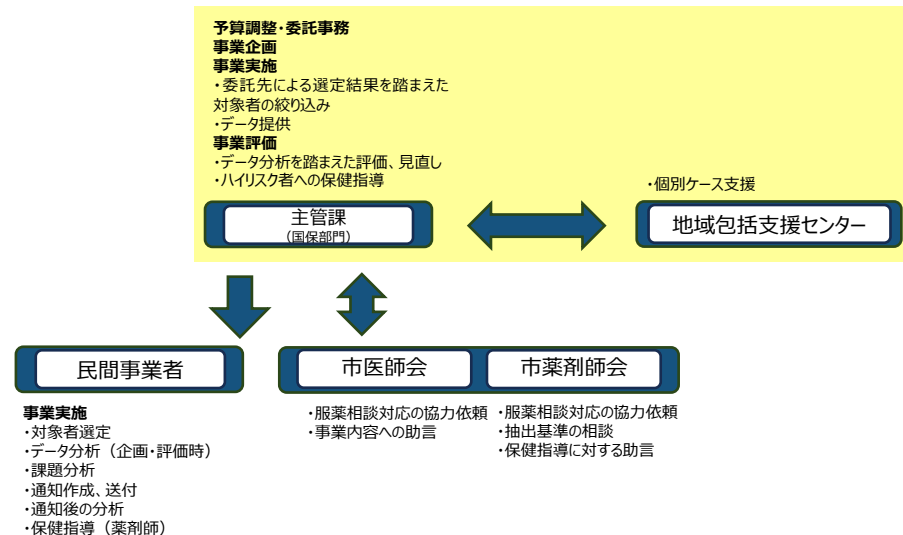 予算調整・委託事務
事業企画
事業実施
・委託先による選定結果を踏まえた
対象者の絞り込み
・データ提供
事業評価
・データ分析を踏まえた評価、見直し
・ハイリスク者への保健指導
主管課
（国保部門）
・個別ケース支援
地域包括支援センター
民間事業者
事業実施
・対象者選定
・データ分析（企画・評価時）
・課題分析
・通知作成、送付
・通知後の分析
・保健指導（薬剤師）
市医師会
・服薬相談対応の協力依頼
・事業内容への助言
市薬剤師会
・服薬相談対応の協力依頼
・抽出基準の相談
・保健指導に対する助言